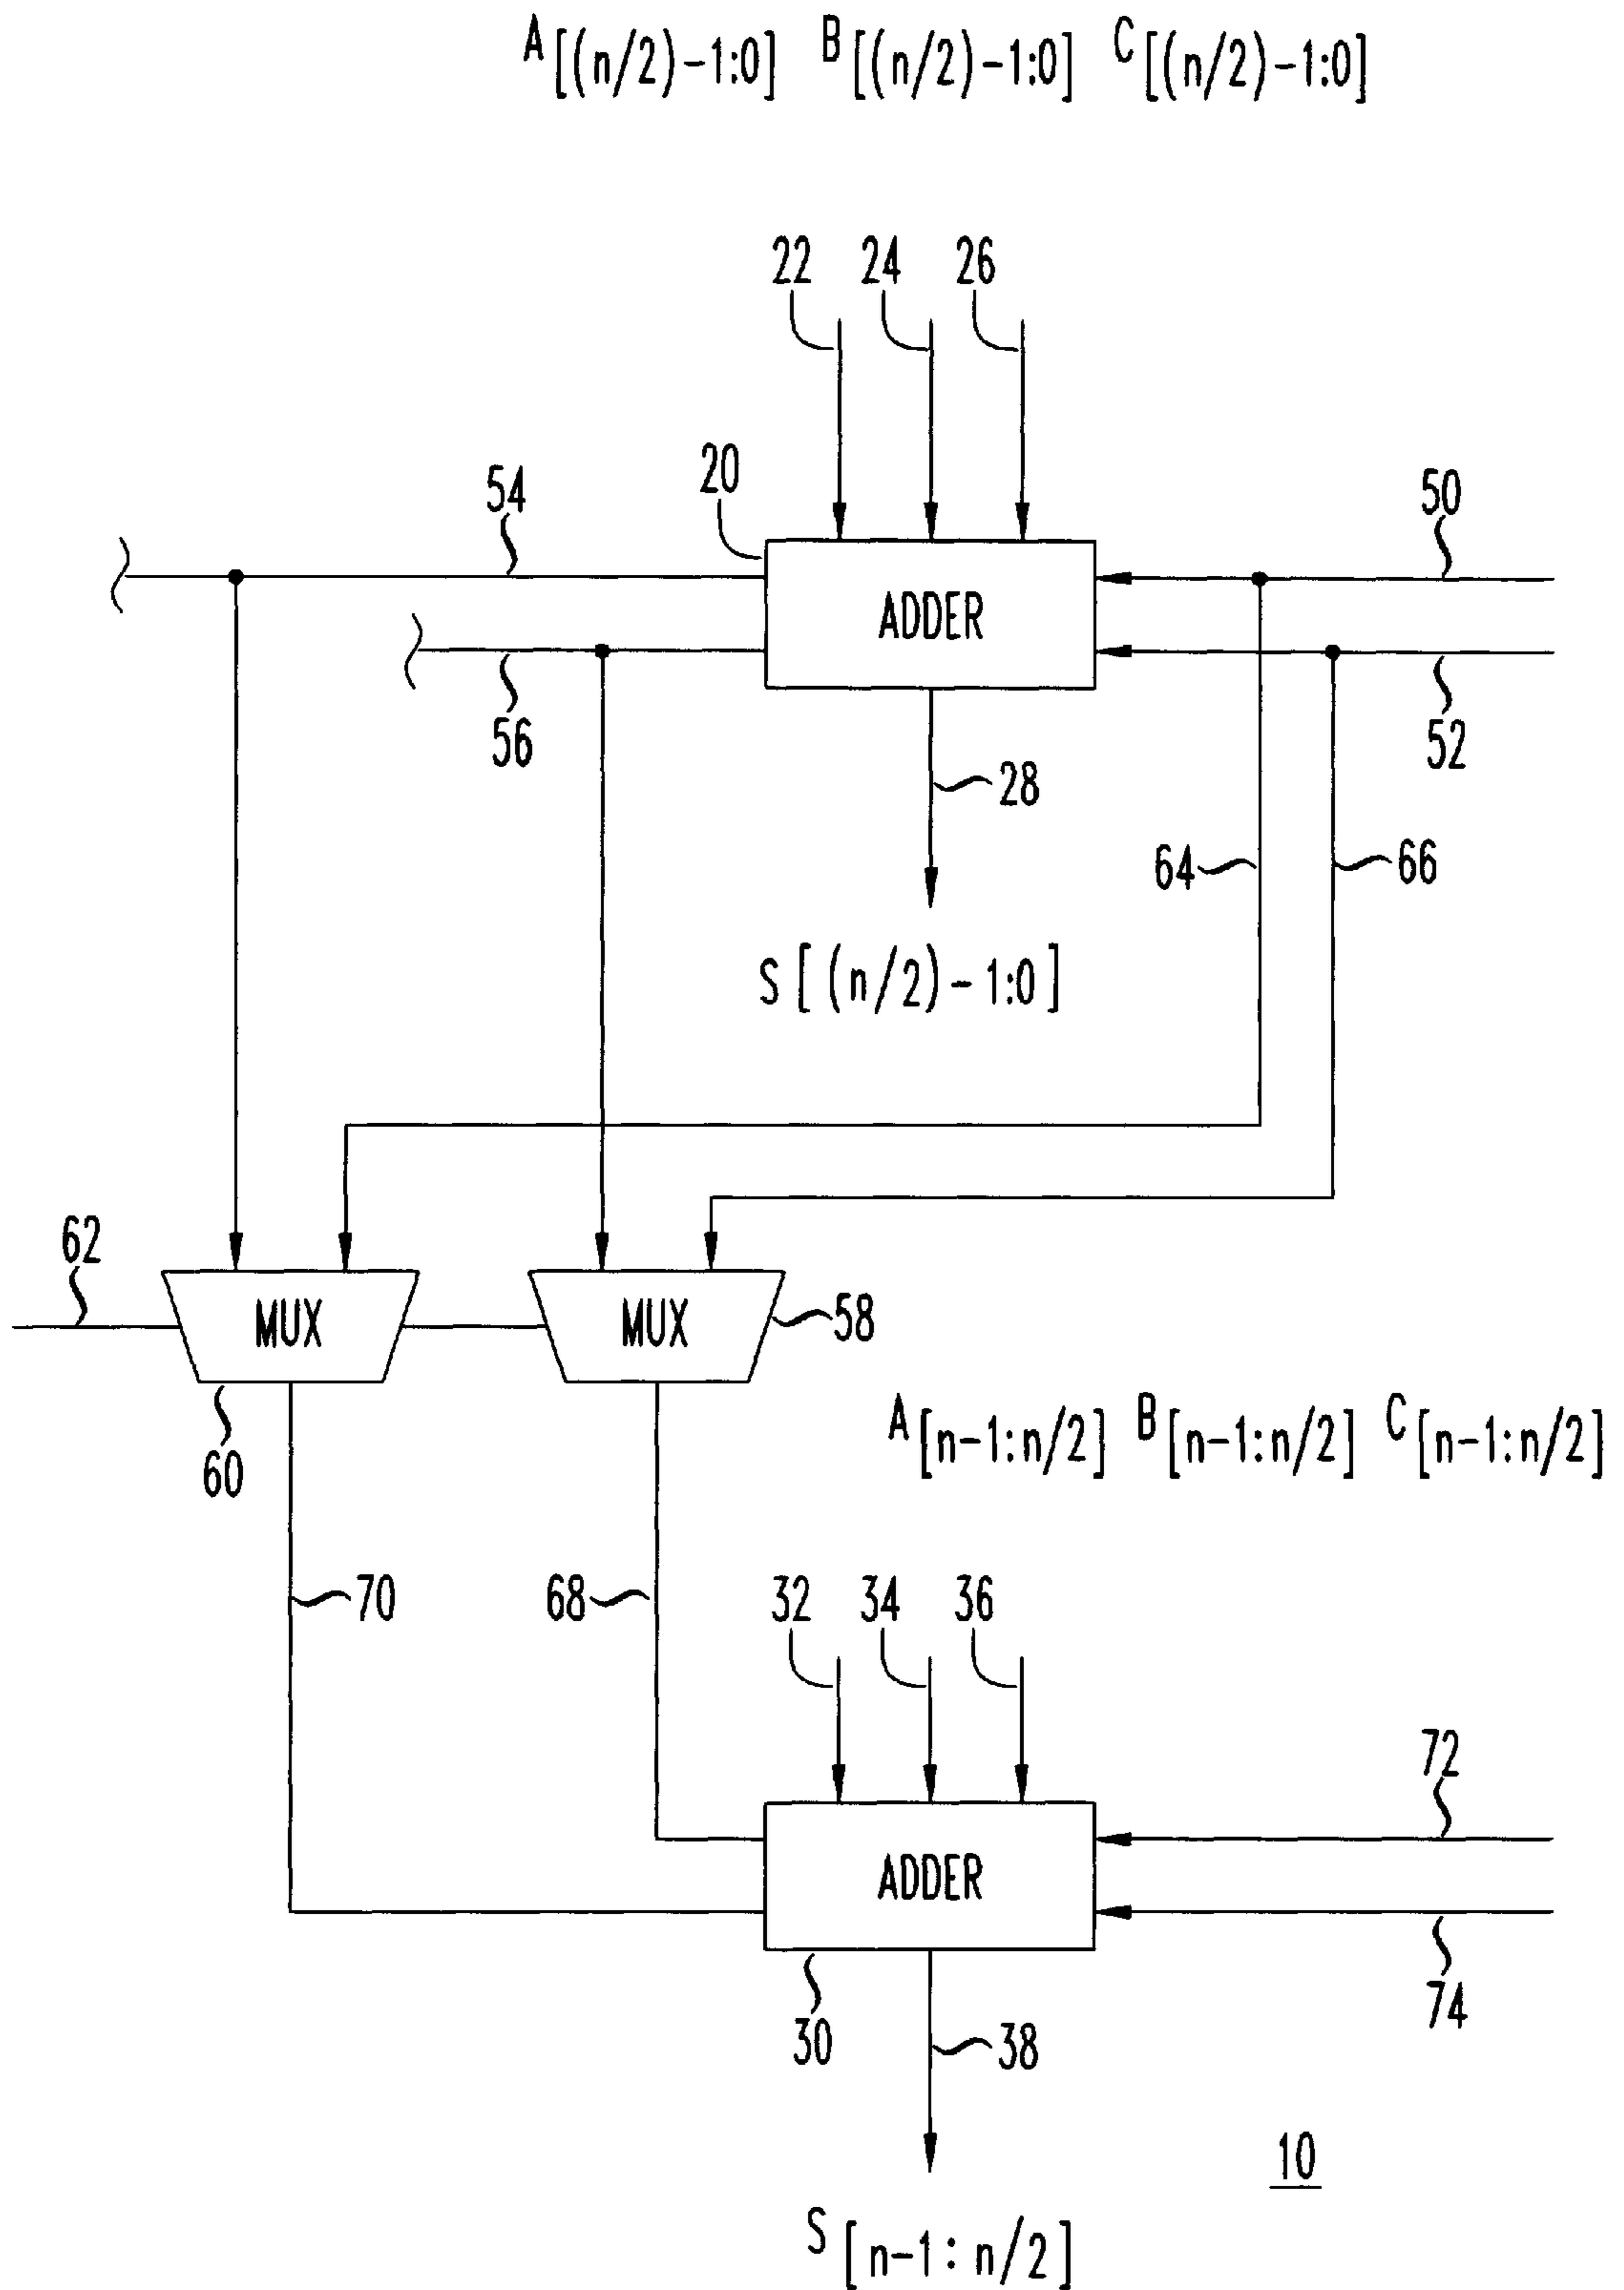 A[(n/2)-1:0] B[(n/2)-1:0] C[(n/2)-1:0]
22 24 26
20
54
50
ADDER
56
52
28
64
66
S[(n/2)-1:0]
62
MUX
MUX
58
60
A[n-1:n/2] B[n-1:n/2] C[n-1:n/2]
70
68
32 34 36
72
ADDER
74
30
38
10
S[n-1:n/2]